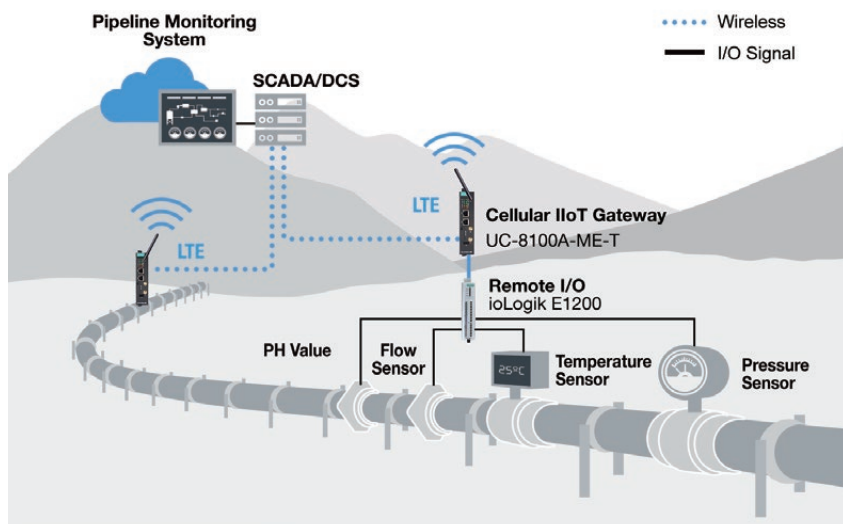 Pipeline Monitoring
System
Wireless
I/O Signal
SCADA/DCS
LTE
Cellular IIoT Gateway
UC-8100A-ME-T
LTE
Remote I/O
ioLogik E1200
PH Value
Flow
Sensor
25°C
Temperature
Sensor
Pressure
Sensor